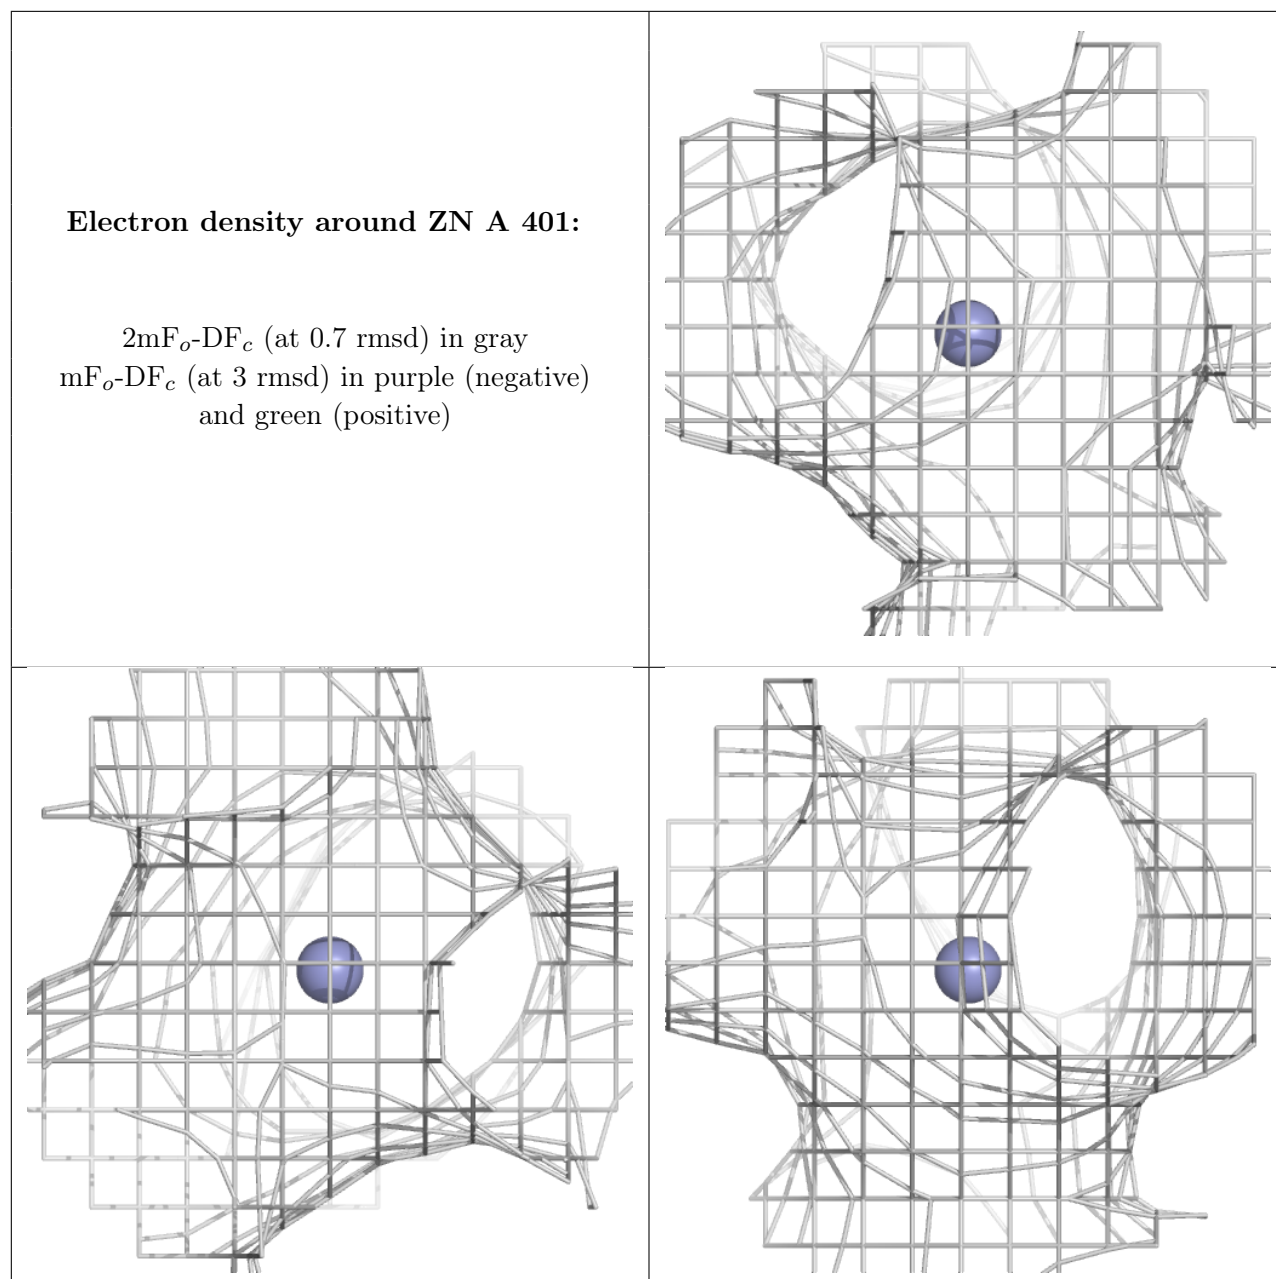 Electron density around ZN A 401:
2mFo-DFc (at 0.7 rmsd) in gray
mFo-DFc (at 3 rmsd) in purple (negative)
and green (positive)